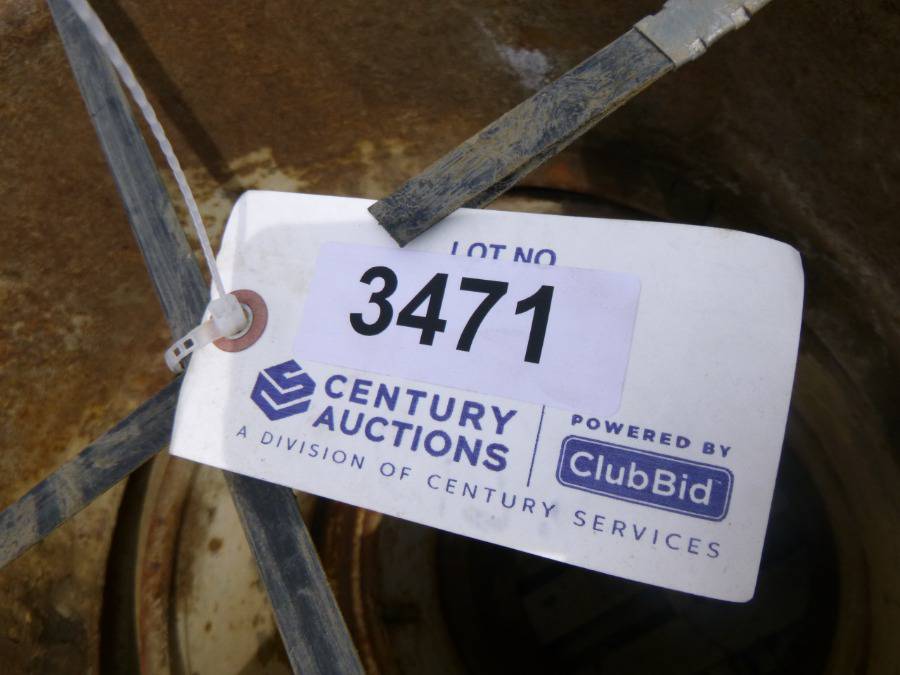 LOT NO
3471
CENTURY
AUCTIONS
A DIVISION OF CENTURY SERVICES
POWERED BY
ClubBid